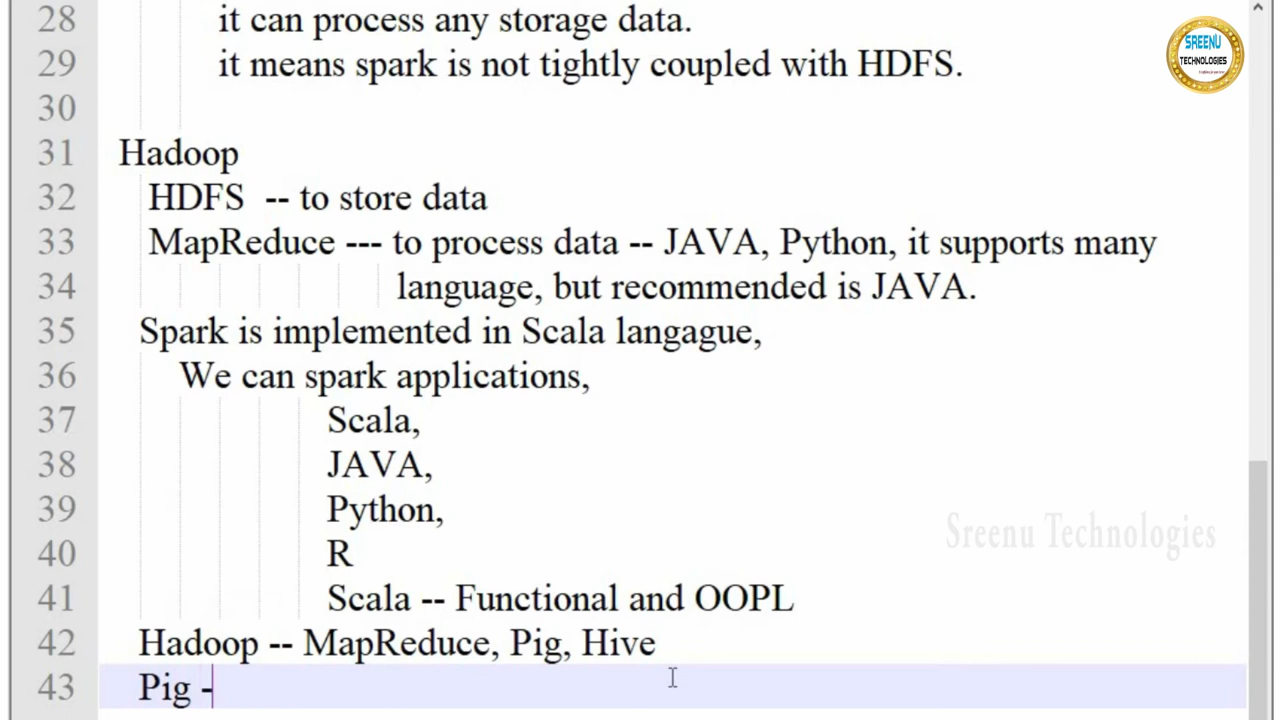 28 it can process any storage data.
29 it means spark is not tightly coupled with HDFS.
30
31 Hadoop
32 HDFS -- to store data
33 MapReduce --- to process data -- JAVA, Python, it supports many
34 language, but recommended is JAVA.
35 Spark is implemented in Scala langague,
36 We can spark applications,
37 Scala,
38 JAVA,
39 Python,
40 R
41 Scala -- Functional and OOPL
42 Hadoop -- MapReduce, Pig, Hive
43 Pig -
SREENU
TECHNOLOGIES
Sreenu Technologies